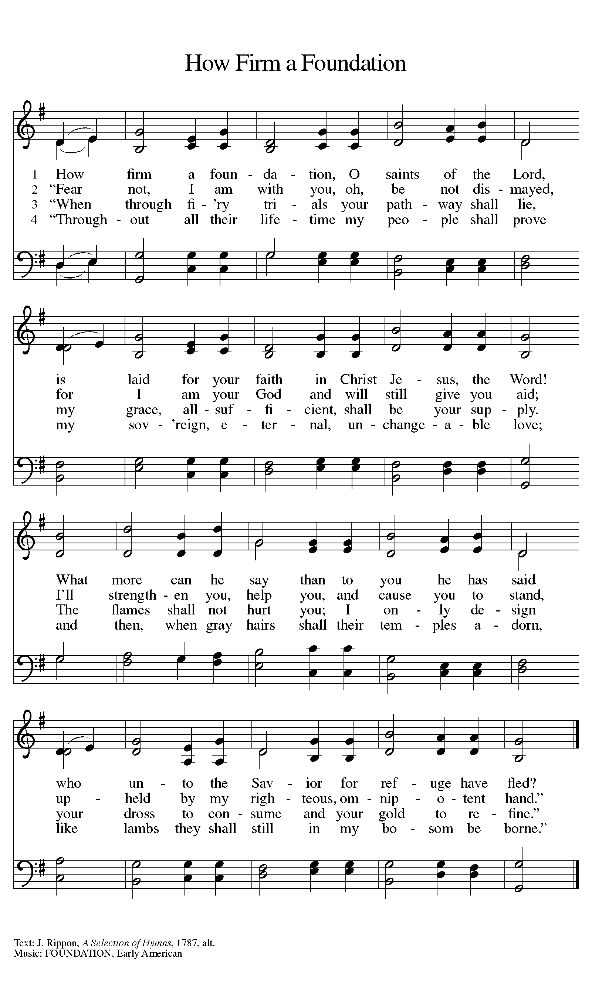 How Firm a Foundation
1 How firm a foun - da - tion, O saints of the Lord,
2 “Fear not, I am with you, oh, be not dis - mayed,
3 “When through fi - 'ry tri - als your path - way shall lie,
4 “Through - out all their life - time my peo - ple shall prove
is laid for your faith in Christ Je - sus, the Word!
for I am your God and will still give you aid;
my grace, all - suf - fi - cient, shall be your sup - ply.
my sov - 'reign, e - ter - nal, un - change - a - ble love;
What more can he say than to you he has said
I'll strength - en you, help you, and cause you to stand,
The flames shall not hurt you; I on - ly de - sign
and then, when gray hairs shall their tem - ples a - dorn,
who un - to the Sav - ior for ref - uge have fled?
up - held by my righ - teous, om - nip - o - tent hand.”
your dross to con - sume and your gold to re - fine.”
like lambs they shall still in my bo - som be borne.”
Text: J. Rippon, A Selection of Hymns, 1787, alt.
Music: FOUNDATION, Early American